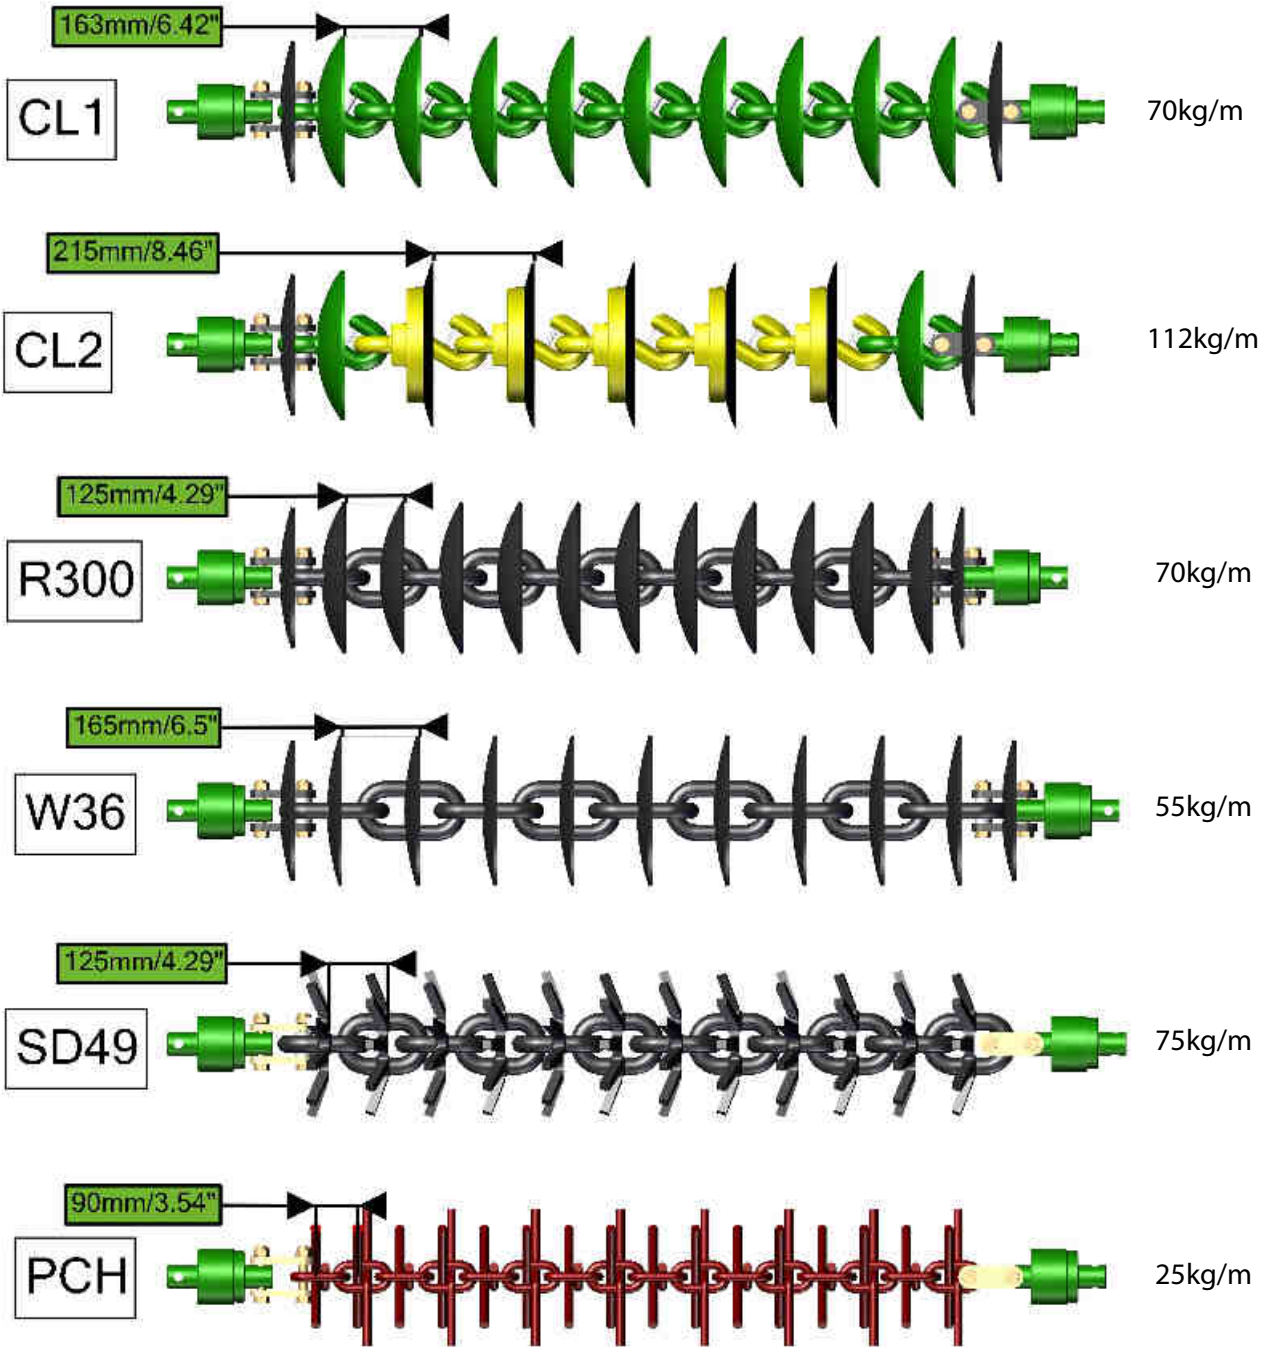 163mm/6.42"
CL1
70kg/m
215mm/8.46"
CL2
112kg/m
125mm/4.29"
R300
70kg/m
165mm/6.5"
W36
55kg/m
125mm/4.29"
SD49
75kg/m
90mm/3.54"
PCH
25kg/m